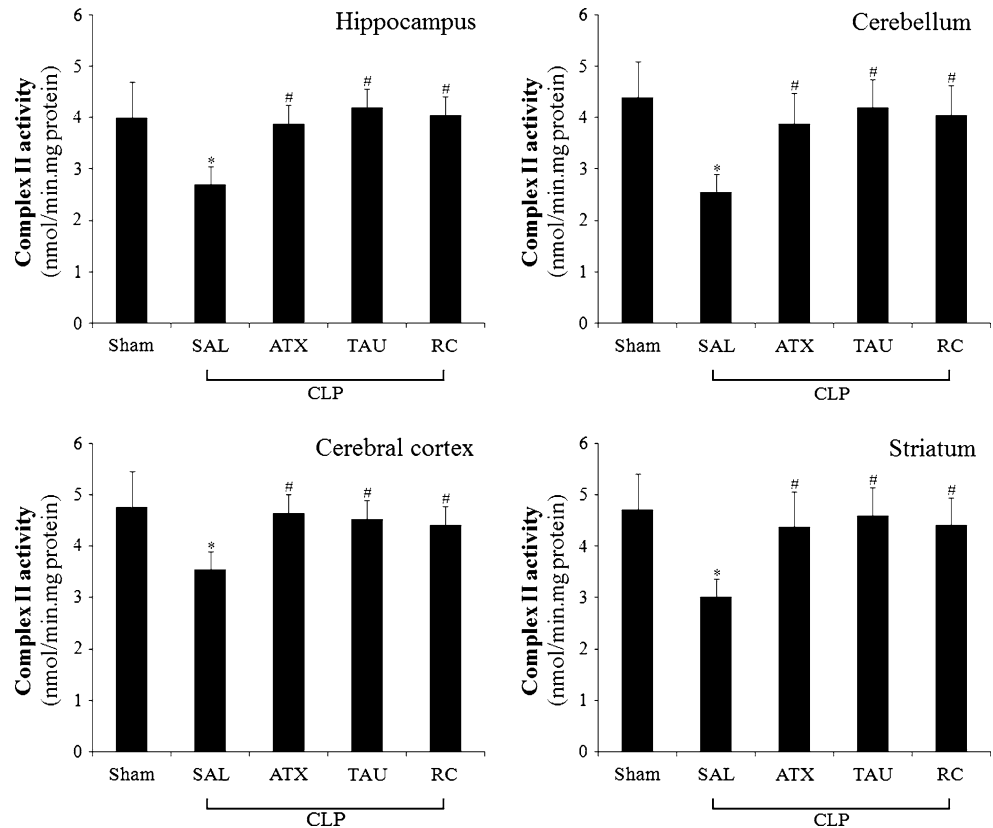 Hippocampus
Complex II activity
(nmol/min.mg protein)
6
5
4
3
2
1
0
*
#
#
#
Sham SAL ATX TAU RC
CLP
Cerebellum
Complex II activity
(nmol/min.mg protein)
6
5
4
3
2
1
0
*
#
#
#
Sham SAL ATX TAU RC
CLP
Cerebral cortex
Complex II activity
(nmol/min.mg protein)
6
5
4
3
2
1
0
*
#
#
#
Sham SAL ATX TAU RC
CLP
Striatum
Complex II activity
(nmol/min.mg protein)
6
5
4
3
2
1
0
*
#
#
#
Sham SAL ATX TAU RC
CLP